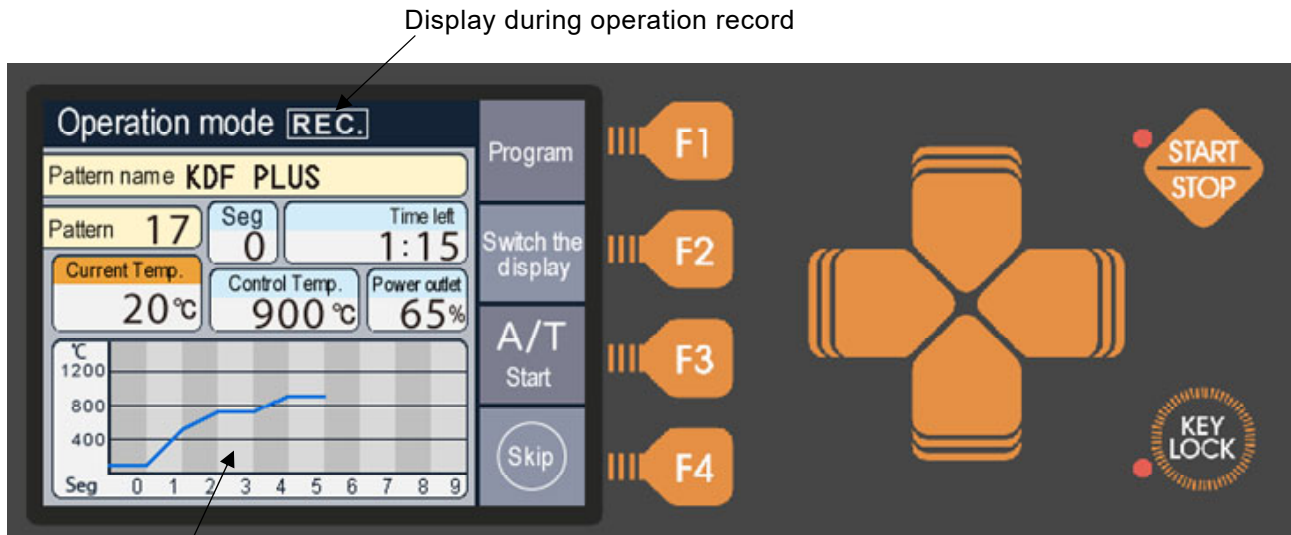 Display during operation record
Operation mode REC.
Pattern name KDF PLUS
Pattern 17
Seg 0
Time left 1:15
Current Temp. 20℃
Control Temp. 900℃
Power outlet 65%
℃
1200
800
400
Seg 0 1 2 3 4 5 6 7 8 9
Program
Switch the
display
A/T
Start
Skip
F1
F2
F3
F4
START
STOP
KEY
LOCK